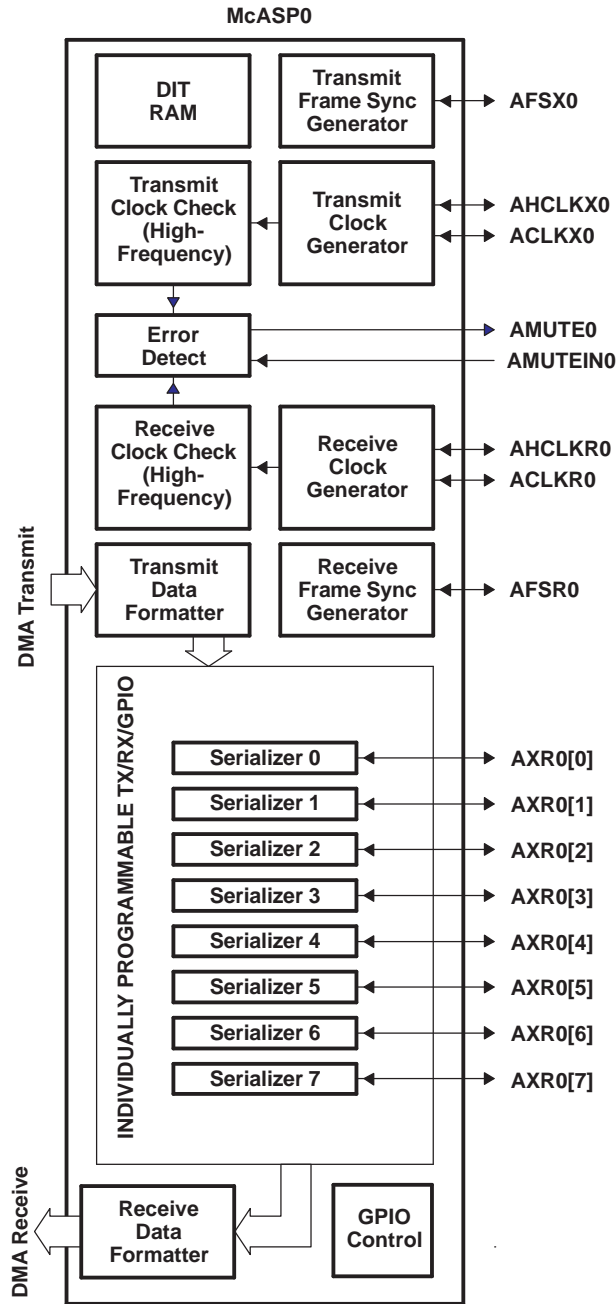 McASP0
DIT
RAM
Transmit
Frame Sync
Generator
AFSX0
Transmit
Clock Check
(High-
Frequency)
Transmit
Clock
Generator
AHCLKX0
ACLKX0
Error
Detect
AMUTE0
AMUTEIN0
Receive
Clock Check
(High-
Frequency)
Receive
Clock
Generator
AHCLKR0
ACLKR0
DMA Transmit
Transmit
Data
Formatter
Receive
Frame Sync
Generator
AFSR0
INDIVIDUALLY PROGRAMMABLE TX/RX/GPIO
Serializer 0
AXR0[0]
Serializer 1
AXR0[1]
Serializer 2
AXR0[2]
Serializer 3
AXR0[3]
Serializer 4
AXR0[4]
Serializer 5
AXR0[5]
Serializer 6
AXR0[6]
Serializer 7
AXR0[7]
DMA Receive
Receive
Data
Formatter
GPIO
Control